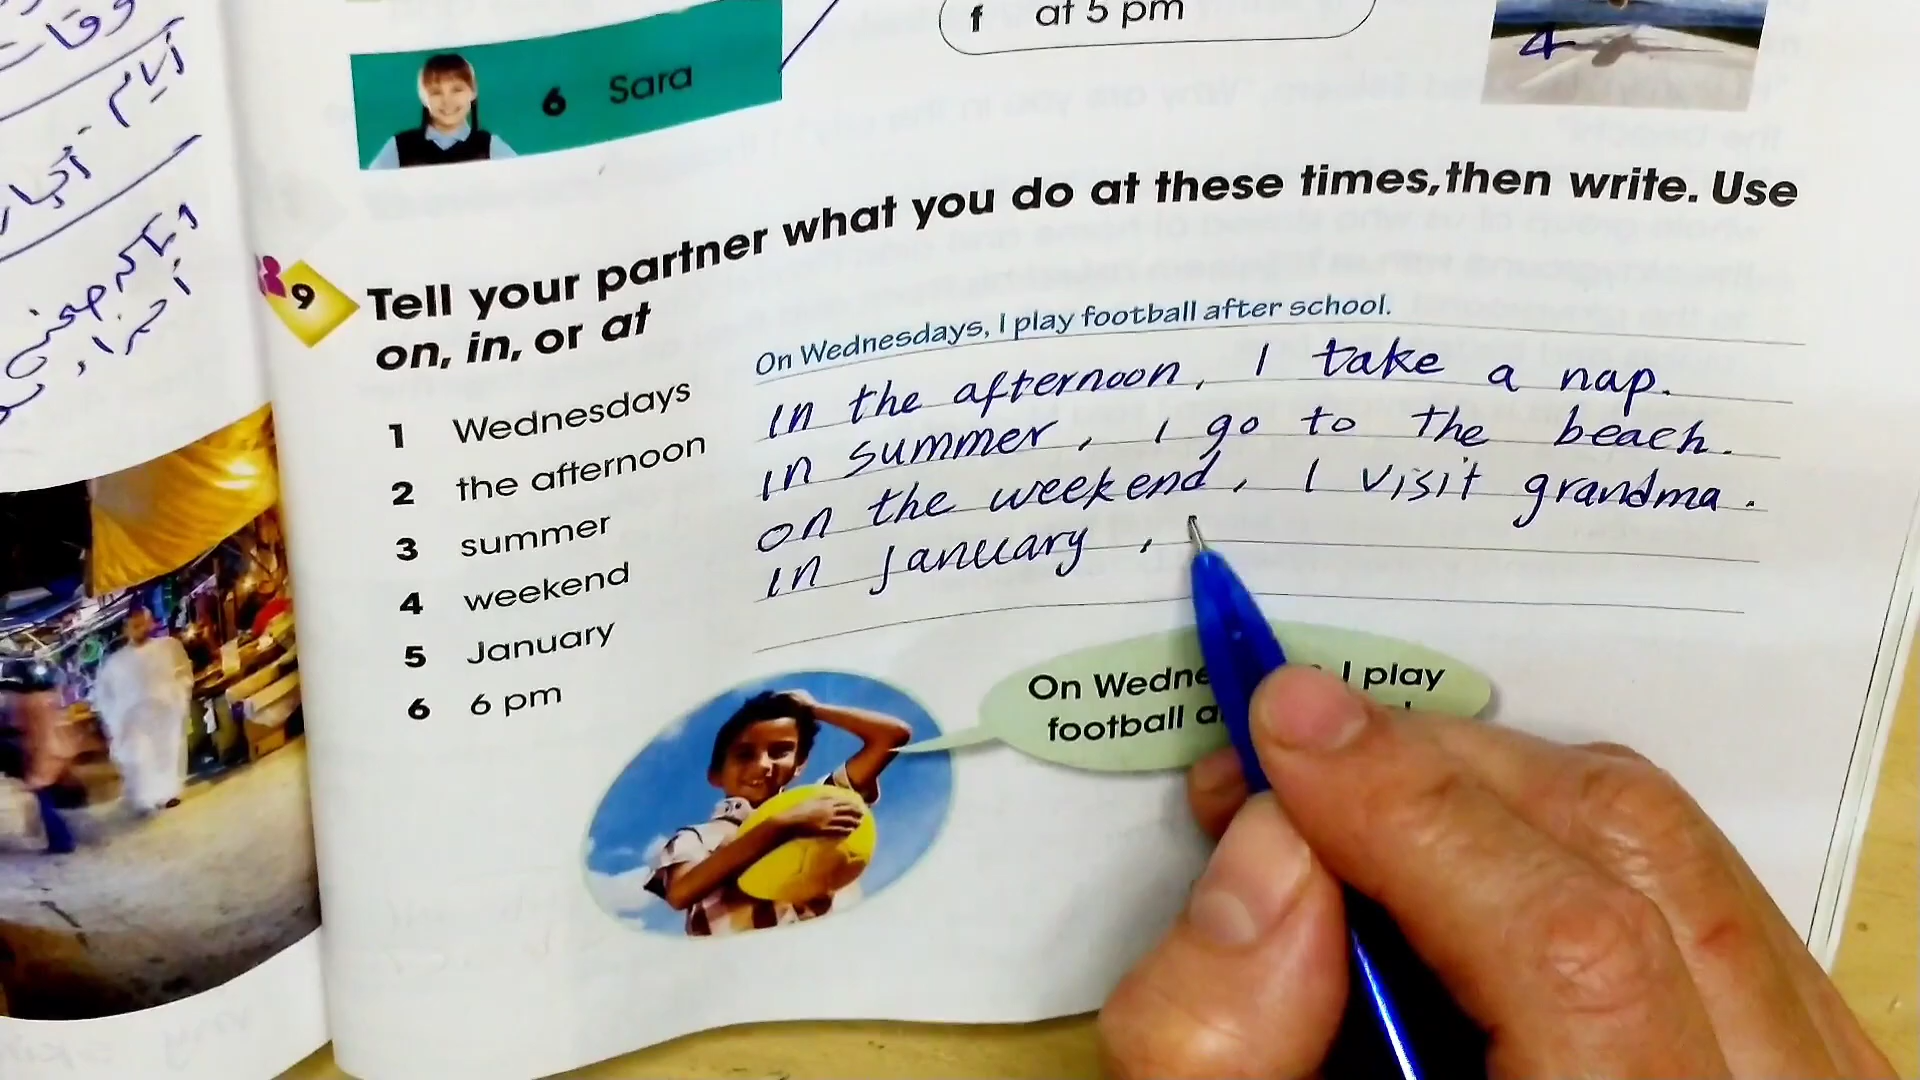 f at 5 pm
4
6 Sara
أيام
9 Tell your partner what you do at these times,then write. Use
on, in, or at
On Wednesdays, I play football after school.
In the afternoon, I take a nap.
In summer, I go to the beach.
on the weekend, I visit grandma.
in January,
1 Wednesdays
2 the afternoon
3 summer
4 weekend
5 January
6 6 pm
On Wedne I play
football a